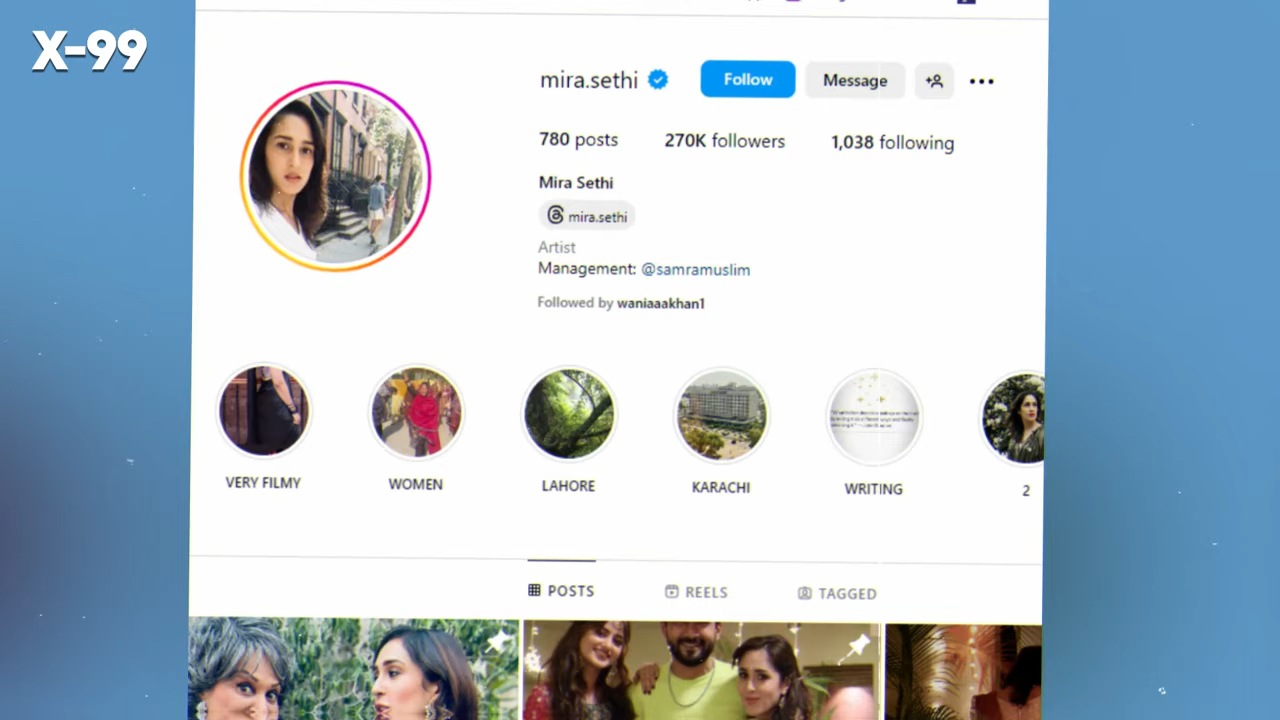 X-99
mira.sethi Follow Message
780 posts 270K followers 1,038 following
Mira Sethi
mira.sethi
Artist
Management: @samramuslim
Followed by waniaaakhan1
VERY FILMY WOMEN LAHORE KARACHI WRITING 2
POSTS REELS TAGGED